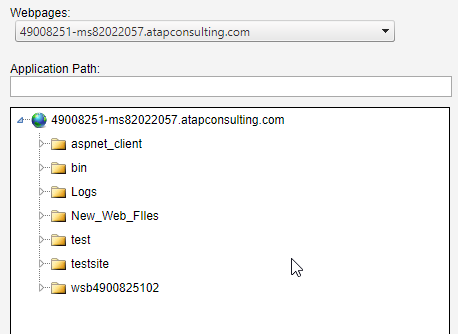 Webpages:
49008251-ms82022057.atapconsulting.com
Application Path:
49008251-ms82022057.atapconsulting.com
aspnet_client
bin
Logs
New_Web_FIles
test
testsite
wsb4900825102